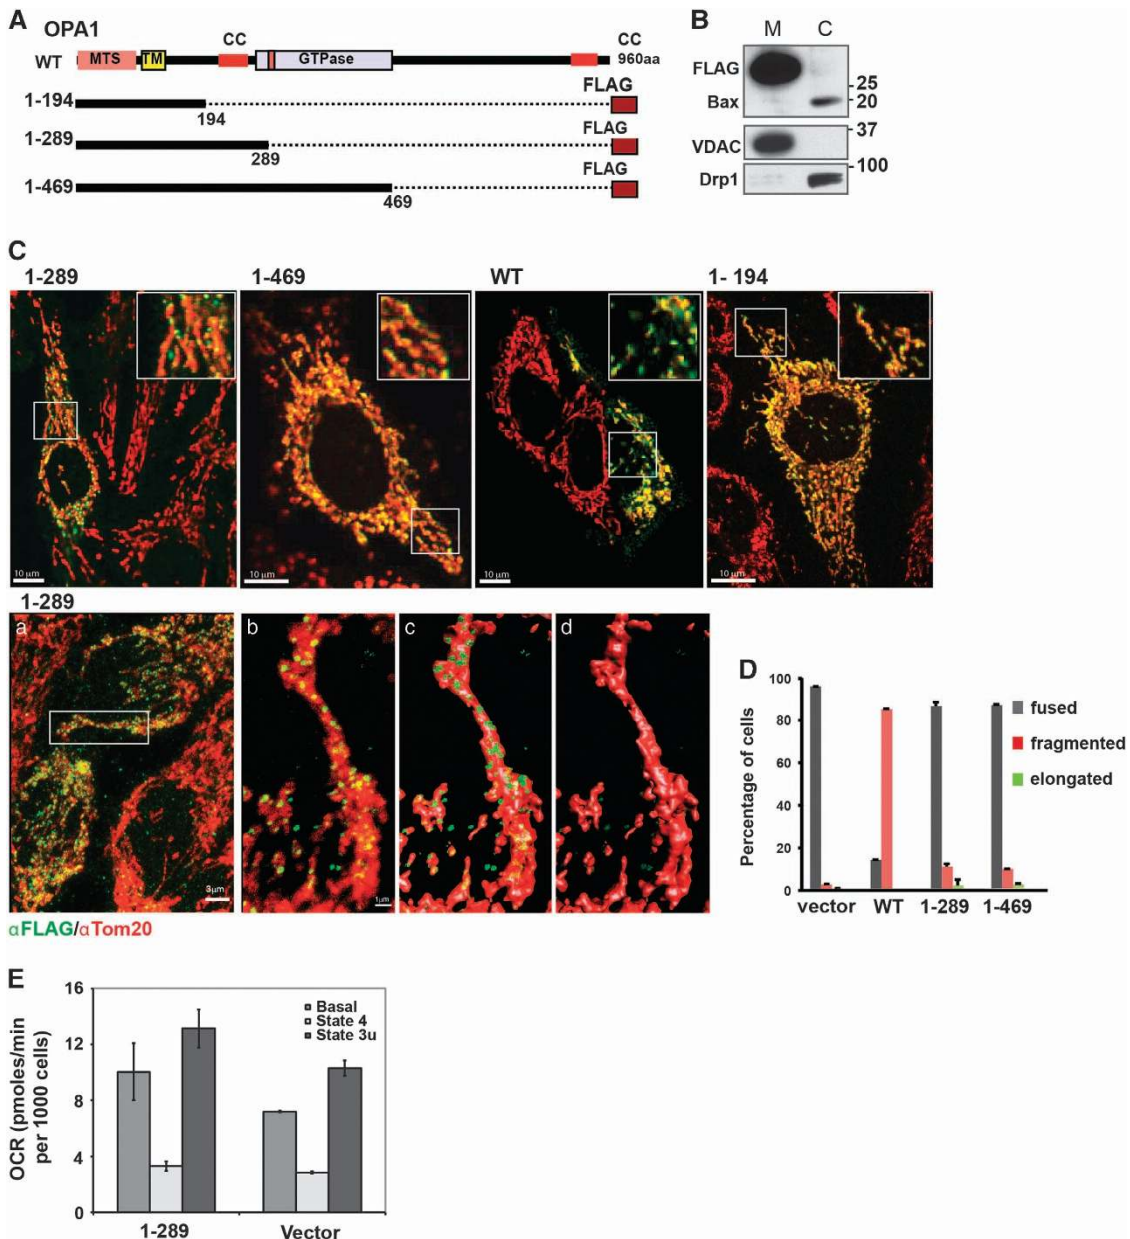 A
OPA1
CC
CC
WT
MTS
TM
GTPase
960aa
FLAG
1-194
194
FLAG
1-289
289
FLAG
1-469
469
B
M
C
FLAG
25
Bax
20
37
VDAC
100
Drp1
C
1-289
1-469
WT
1- 194
10 μm
10 μm
10 μm
10 μm
1-289
a
b
c
d
3μm
1μm
αFLAG/αTom20
D
Percentage of cells
100
80
60
40
20
0
vector
WT
1-289
1-469
fused
fragmented
elongated
E
OCR (pmoles/min
per 1000 cells)
16
12
8
4
0
Basal
State 4
State 3u
1-289
Vector